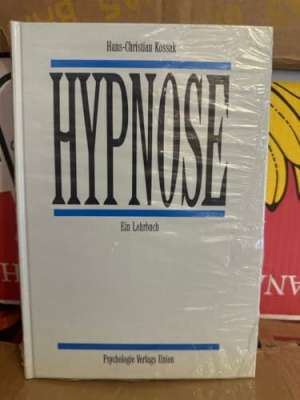 Hans-Christian Kossak
HYPNOSE
Ein Lehrbuch
Psychologie Verlags Union